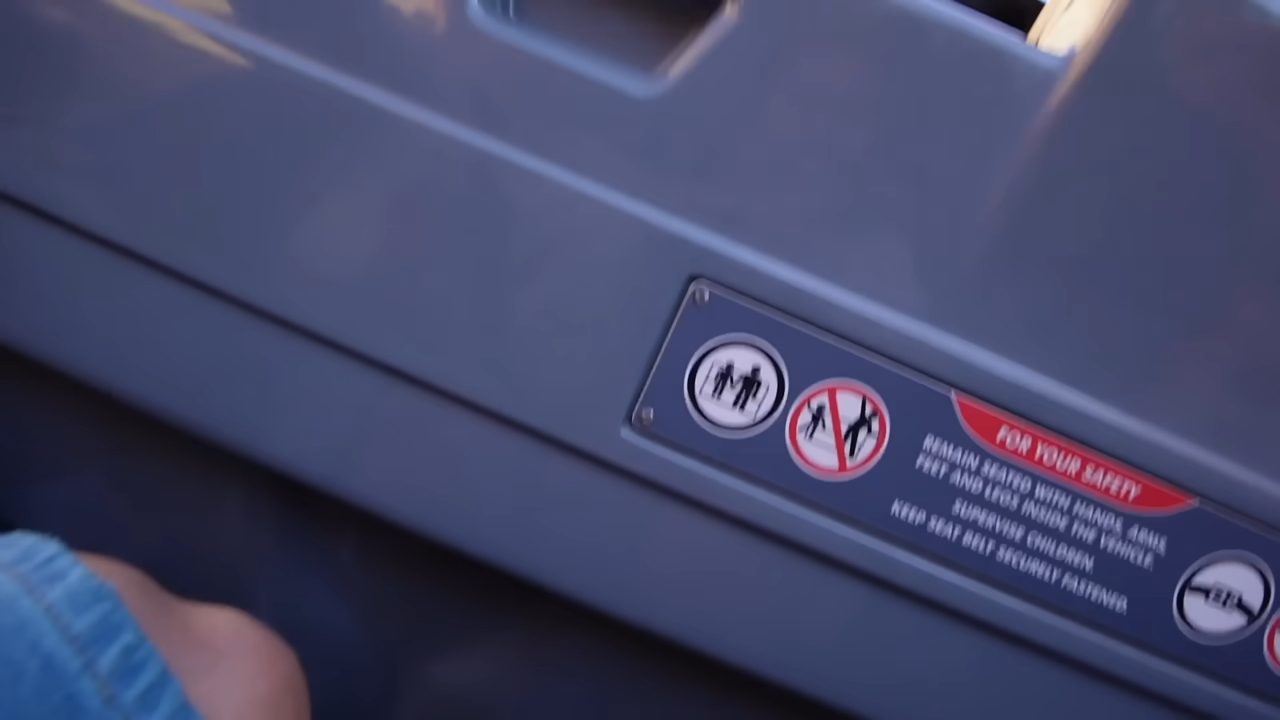 FOR YOUR SAFETY
REMAIN SEATED WITH HANDS, ARMS
FEET AND LEGS INSIDE THE VEHICLE.
SUPERVISE CHILDREN.
KEEP SEAT BELT SECURELY FASTENED.